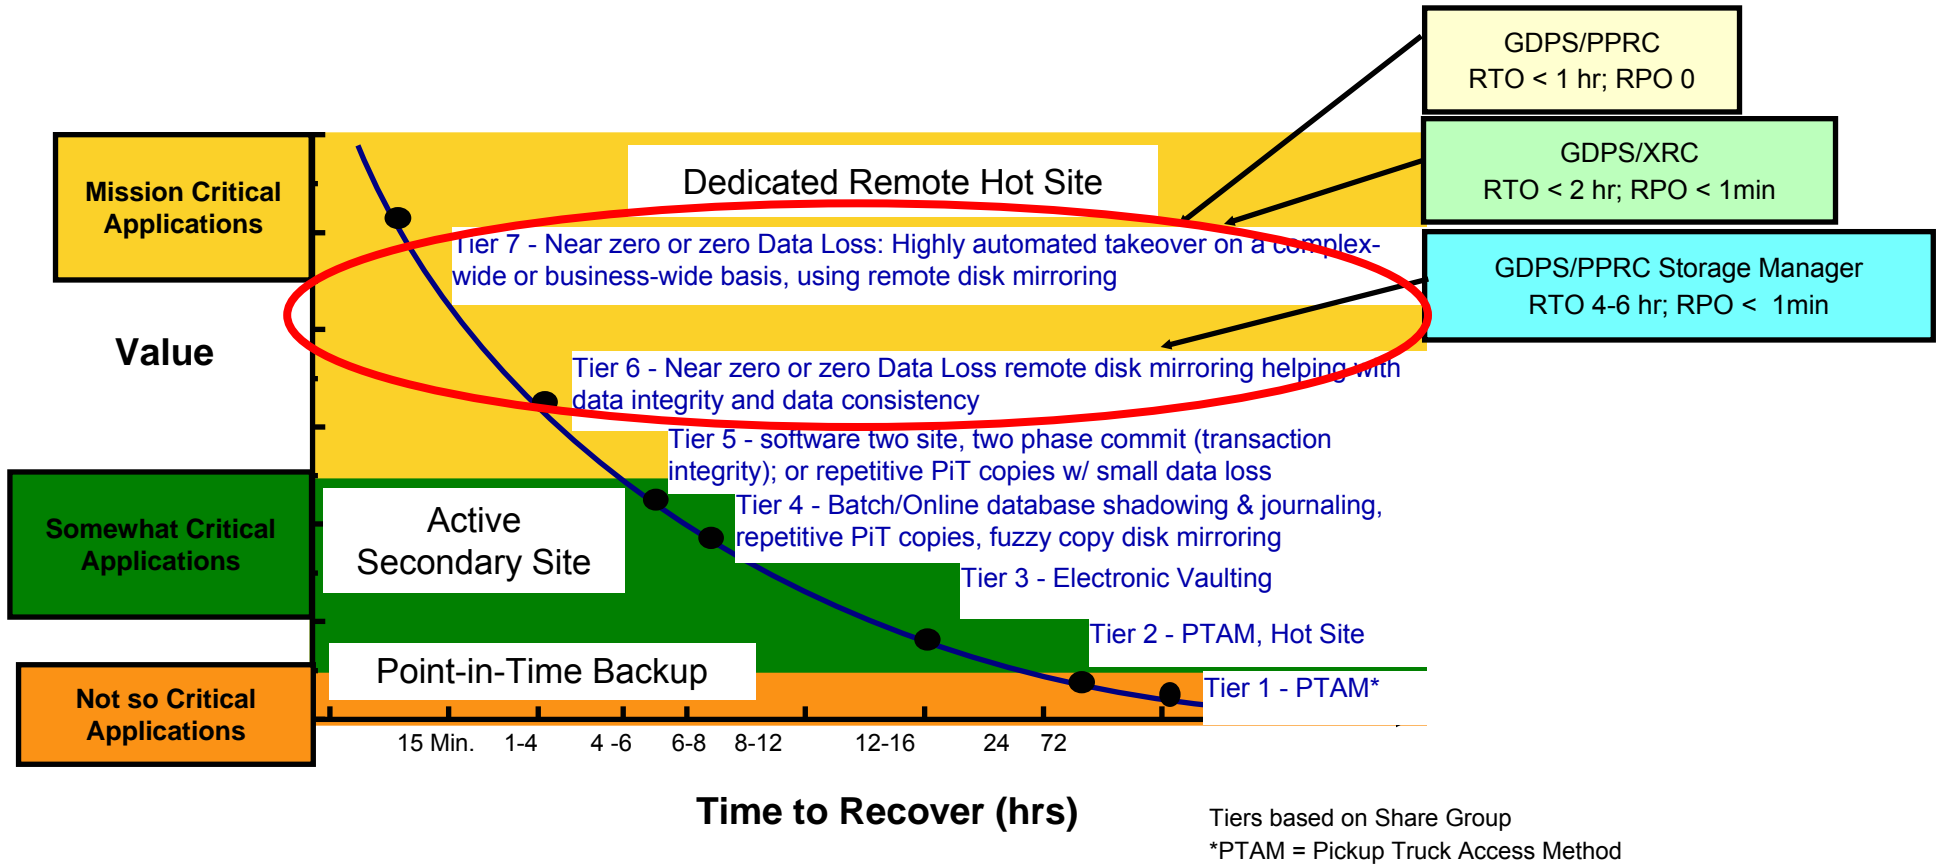 GDPS/PPRC
RTO < 1 hr; RPO 0
GDPS/XRC
RTO < 2 hr; RPO < 1min
GDPS/PPRC Storage Manager
RTO 4-6 hr; RPO <  1min
Mission Critical
Applications
Dedicated Remote Hot Site
Tier 7 - Near zero or zero Data Loss: Highly automated takeover on a complex-
wide or business-wide basis, using remote disk mirroring
Value
Tier 6 - Near zero or zero Data Loss remote disk mirroring helping with
data integrity and data consistency
Tier 5 - software two site, two phase commit (transaction
integrity); or repetitive PiT copies w/ small data loss
Somewhat Critical
Applications
Active
Secondary Site
Tier 4 - Batch/Online database shadowing & journaling,
repetitive PiT copies, fuzzy copy disk mirroring
Tier 3 - Electronic Vaulting
Tier 2 - PTAM, Hot Site
Point-in-Time Backup
Not so Critical
Applications
Tier 1 - PTAM*
15 Min. 1-4 4 -6 6-8 8-12 12-16 24 72
Time to Recover (hrs)
Tiers based on Share Group
*PTAM = Pickup Truck Access Method